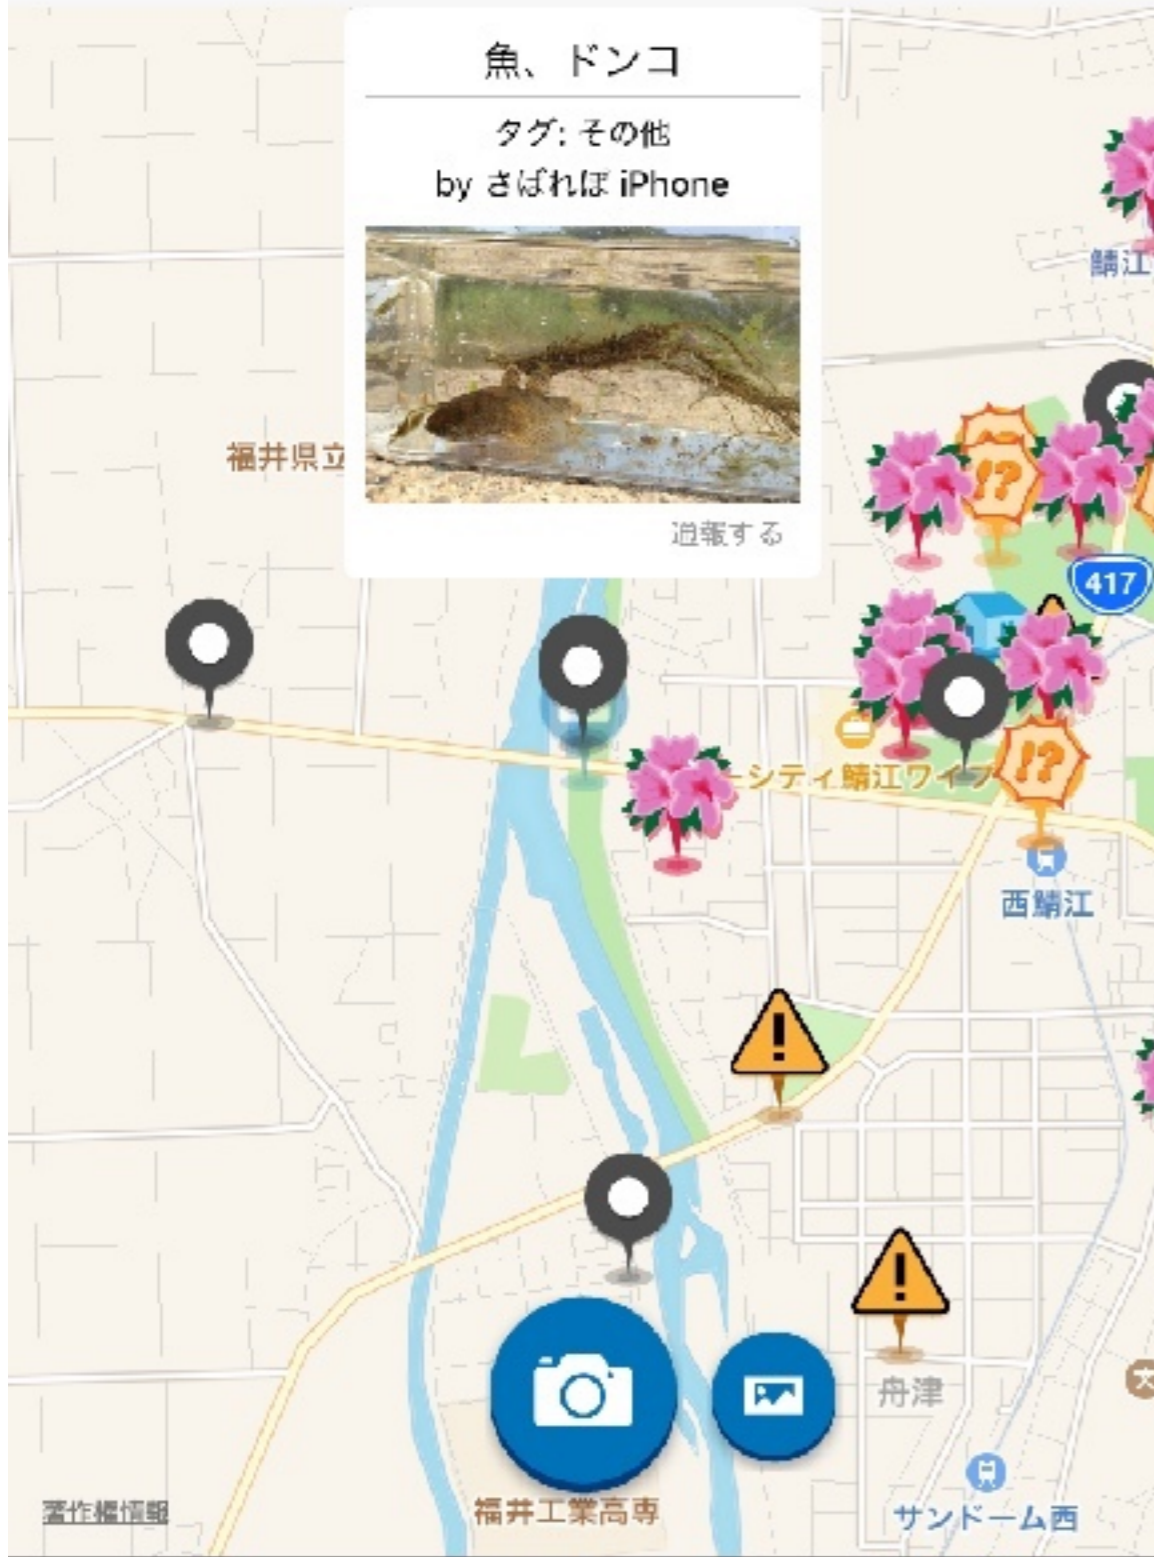 魚、ドンコ
タグ: その他
by さばれぽ iPhone
通報する
鯖江
福井県立
417
ーシティ鯖江ワイプ
西鯖江
舟津
著作権情報
福井工業高専
サンドーム西